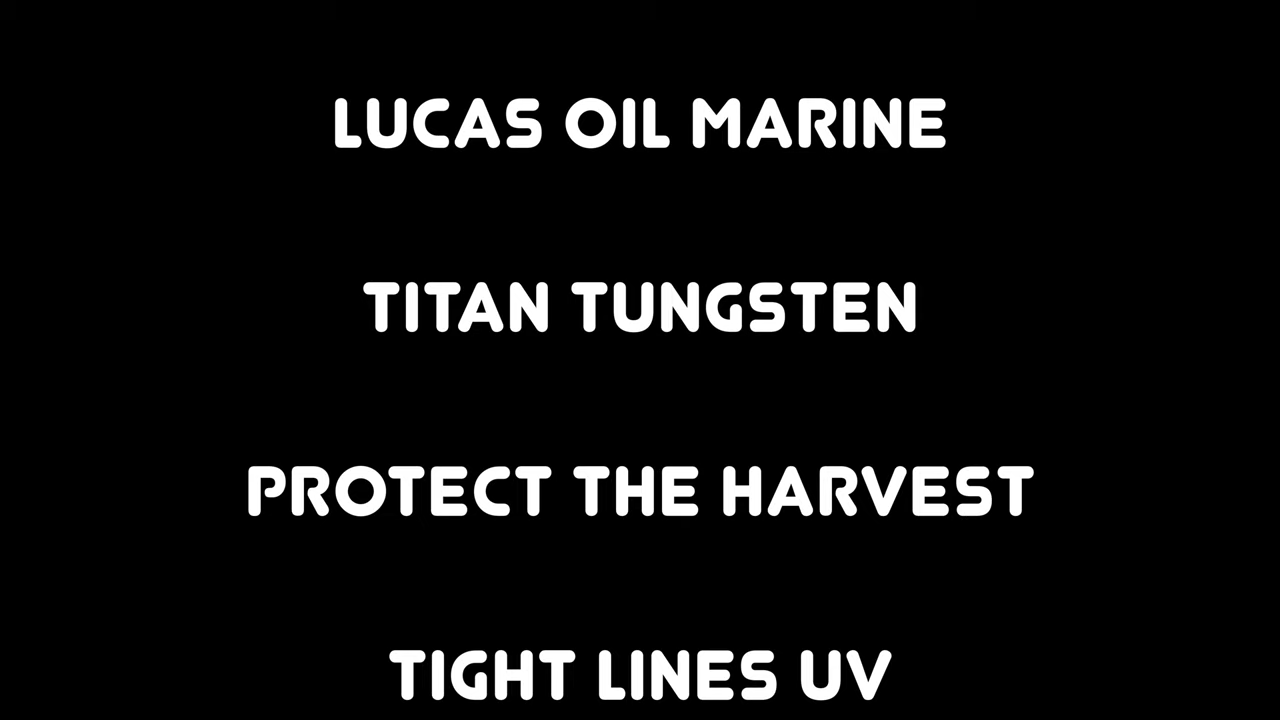 LUCAS OIL MARINE
TITAN TUNGSTEN
PROTECT THE HARVEST
TIGHT LINES UV